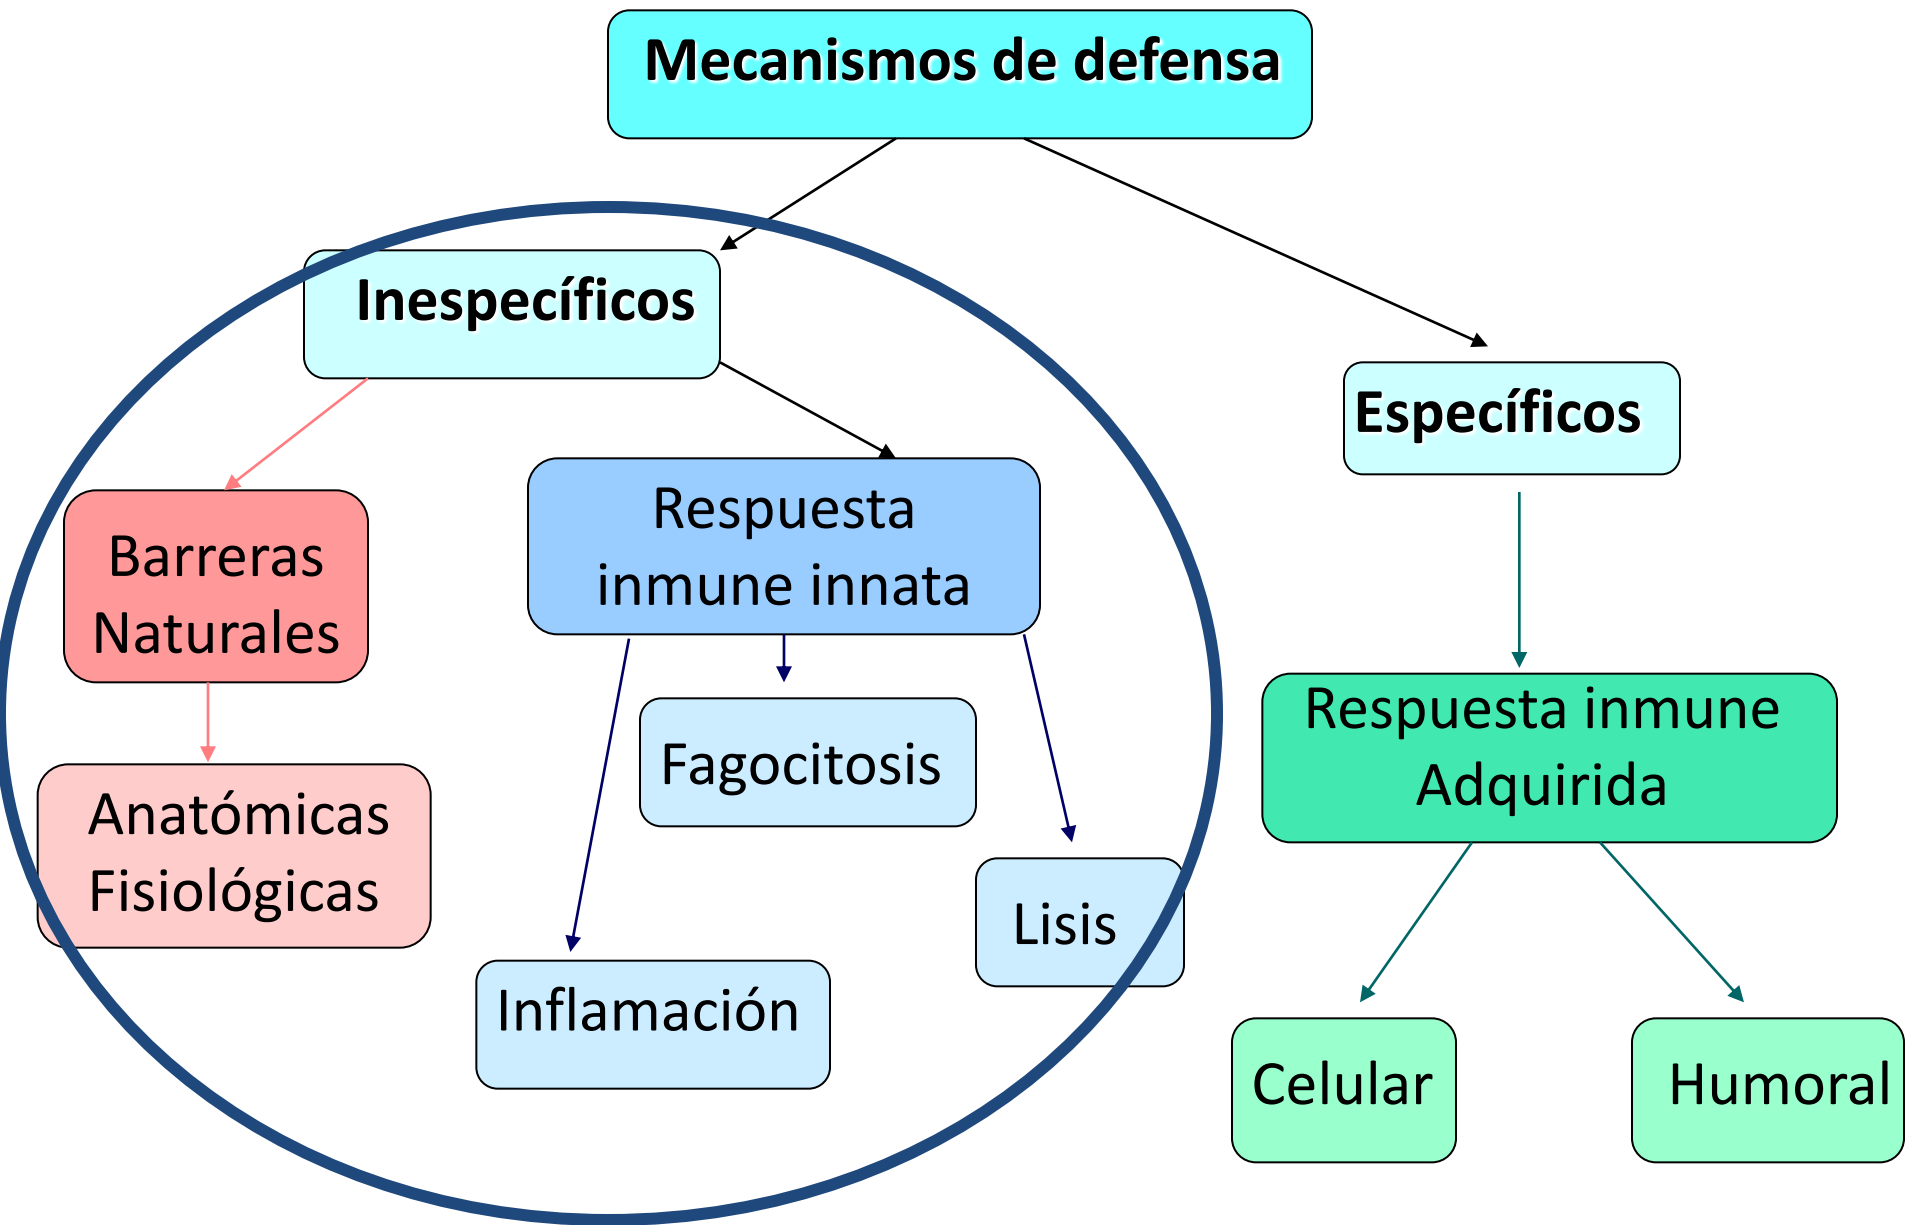 Mecanismos de defensa
Inespecíficos
Específicos
Barreras
Naturales
Respuesta
inmune innata
Respuesta inmune
Adquirida
Anatómicas
Fisiológicas
Fagocitosis
Lisis
Inflamación
Celular
Humoral